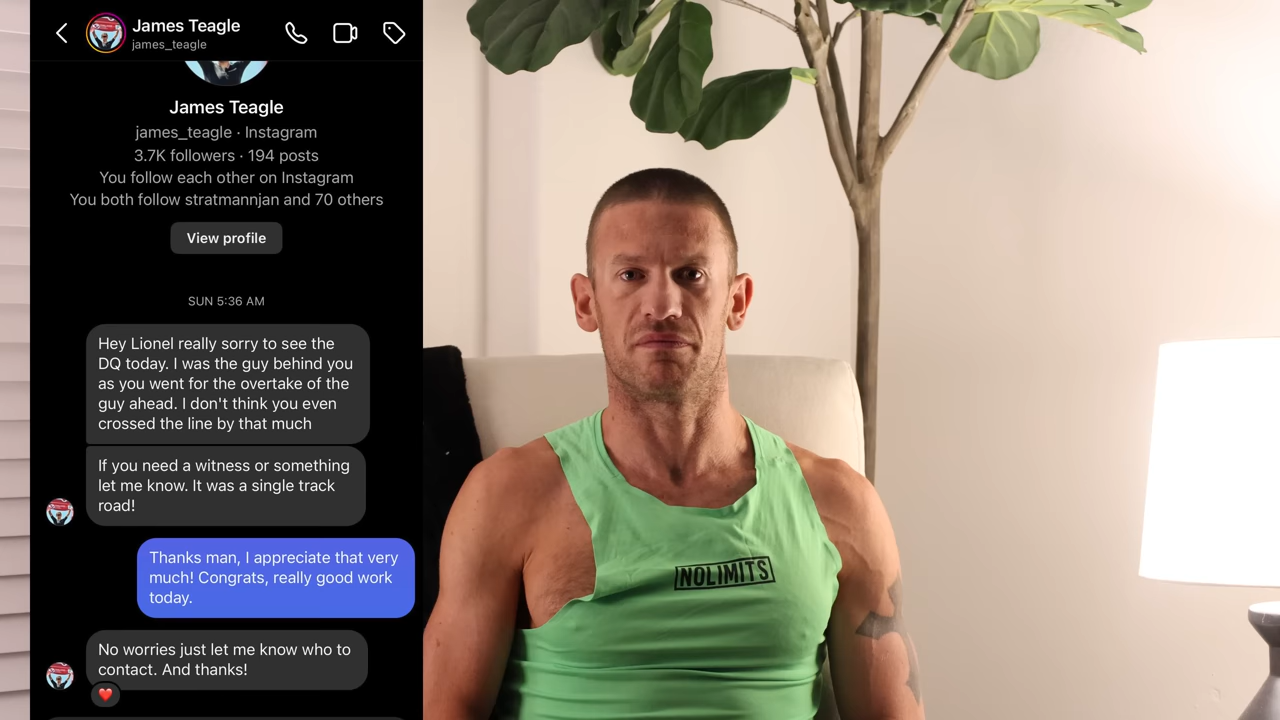 James Teagle
james_teagle
James Teagle
james_teagle · Instagram
3.7K followers · 194 posts
You follow each other on Instagram
You both follow stratmannjan and 70 others
View profile
SUN 5:36 AM
Hey Lionel really sorry to see the
DQ today. I was the guy behind you
as you went for the overtake of the
guy ahead. I don't think you even
crossed the line by that much
If you need a witness or something
let me know. It was a single track
road!
Thanks man, I appreciate that very
much! Congrats, really good work
today.
No worries just let me know who to
contact. And thanks!
NOLIMITS